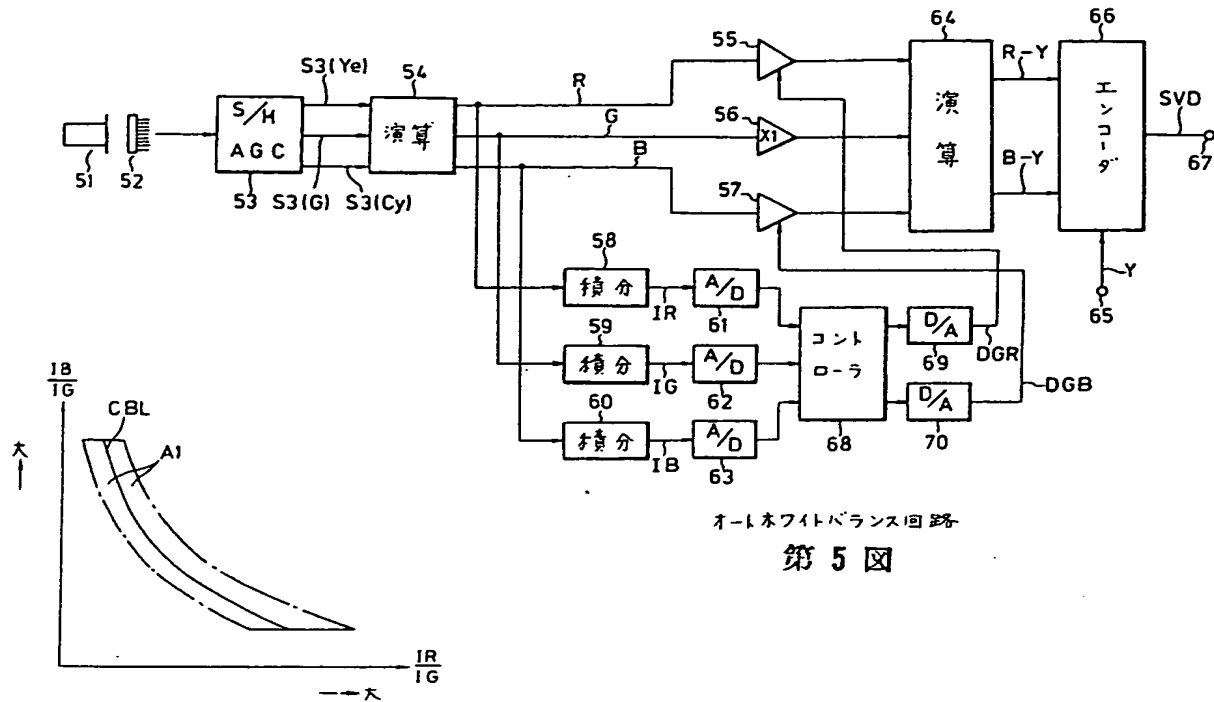 51
52
S/H
AGC
53
S3(Ye)
S3(G)
S3(Cy)
54
演算
R
G
B
55
56
X1
57
64
演算
R-Y
B-Y
66
エンコーダ
SVD
67
Y
65
58
積分
IR
A/D
61
59
積分
IG
A/D
62
60
積分
IB
A/D
63
コントローラ
68
D/A
69
DGR
D/A
70
DGB
オートホワイトバランス回路
第 5 図
IB
IG
大
CBL
A1
IR
IG
大